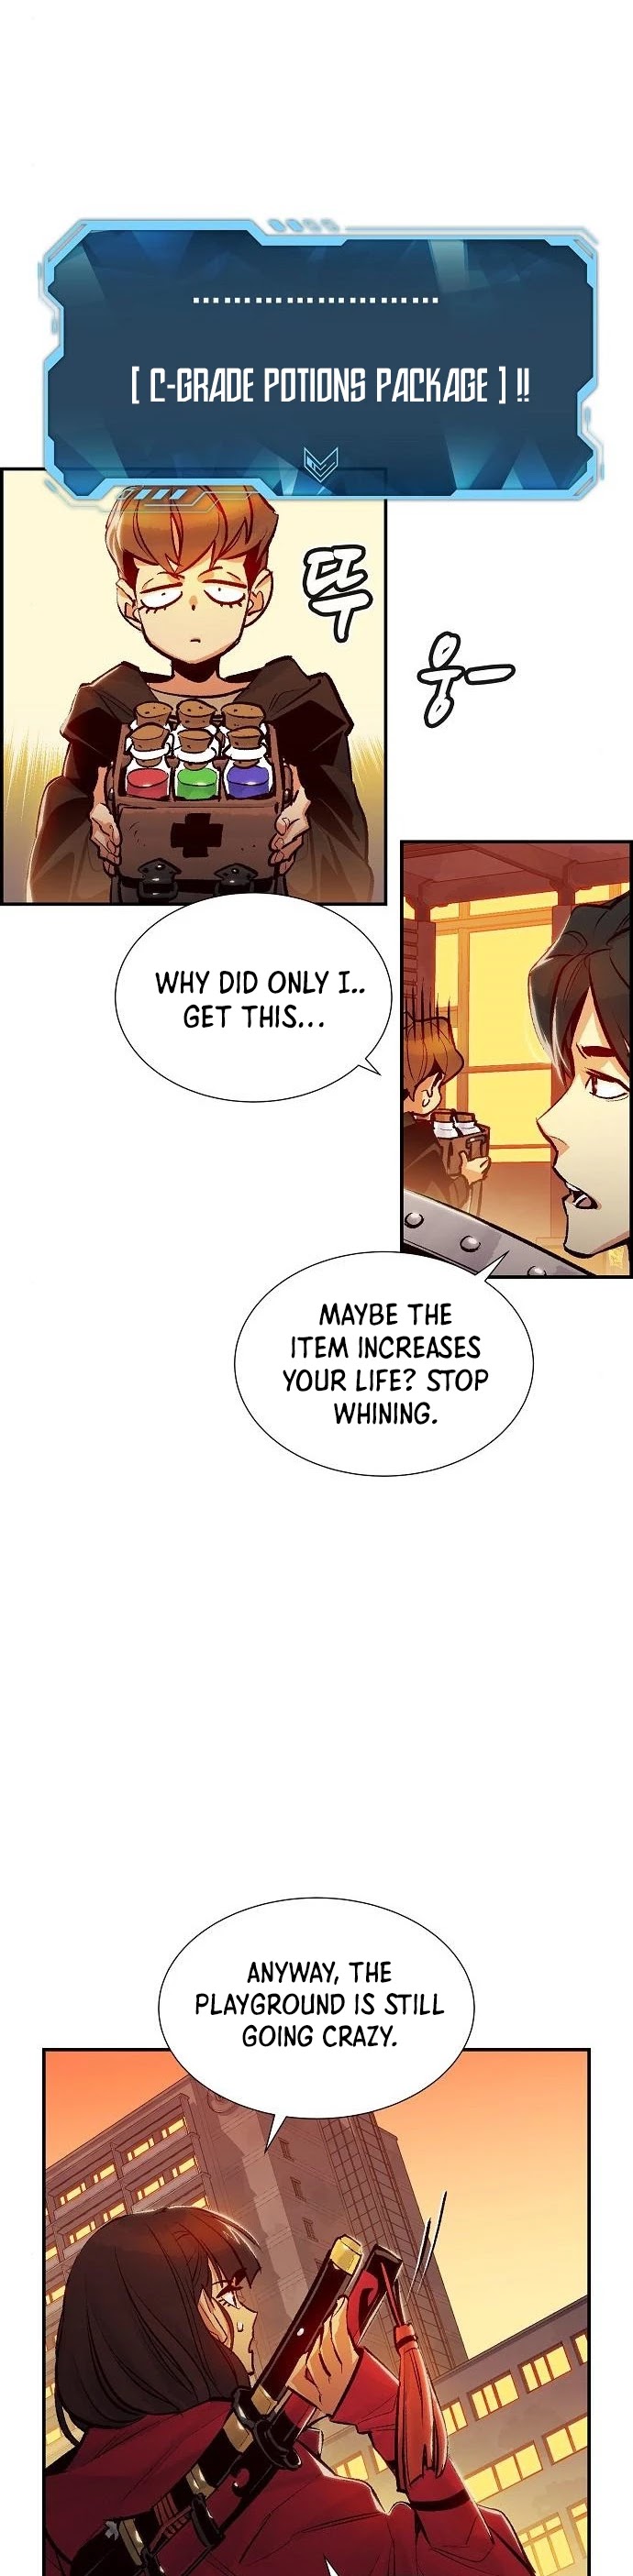 ........................
[ C-GRADE POTIONS PACKAGE ] !!
뚜
웅-
WHY DID ONLY I..
GET THIS...
MAYBE THE
ITEM INCREASES
YOUR LIFE? STOP
WHINING.
ANYWAY, THE
PLAYGROUND IS STILL
GOING CRAZY.